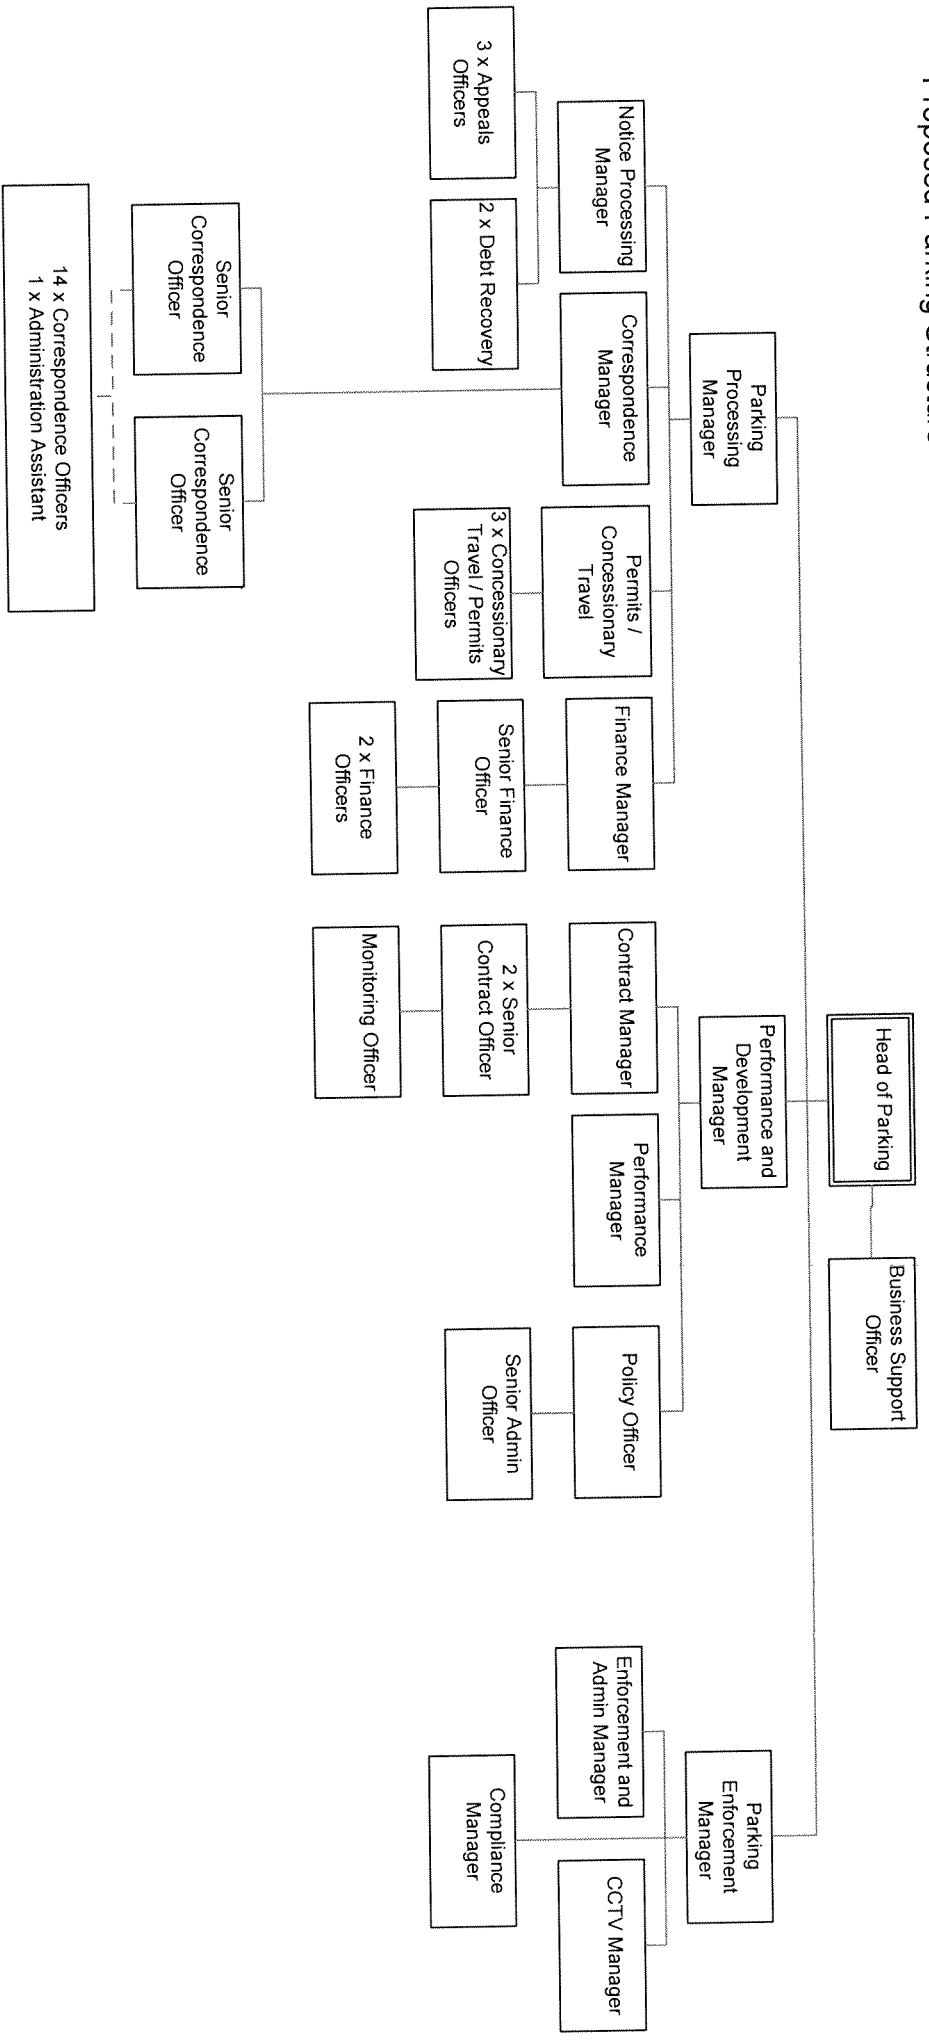 Proposed Parking Structure
Head of Parking
Business Support
Officer
Parking
Processing
Manager
Performance and
Development
Manager
Parking
Enforcement
Manager
Notice Processing
Manager
Correspondence
Manager
Permits /
Concessionary
Travel
Finance Manager
Contract Manager
Performance
Manager
Policy Officer
Enforcement and
Admin Manager
CCTV Manager
3 x Appeals
Officers
2 x Debt Recovery
3 x Concessionary
Travel / Permits
Officers
Senior Finance
Officer
2 x Senior
Contract Officer
Senior Admin
Officer
Compliance
Manager
2 x Finance
Officers
Monitoring Officer
Senior
Correspondence
Officer
Senior
Correspondence
Officer
14 x Correspondence Officers
1 x Administration Assistant